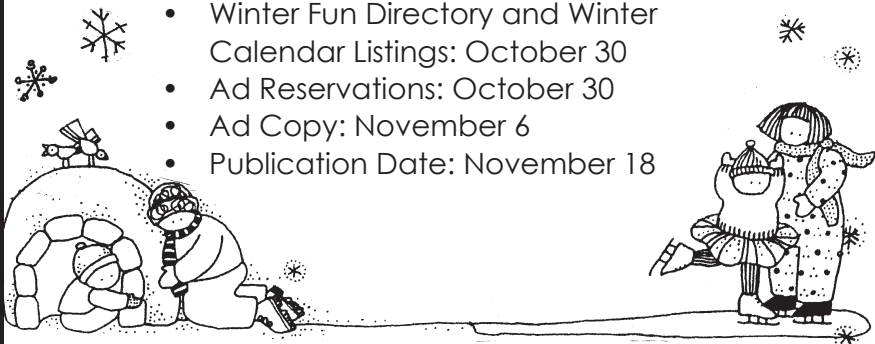 • Winter Fun Directory and Winter
Calendar Listings: October 30
• Ad Reservations: October 30
• Ad Copy: November 6
• Publication Date: November 18